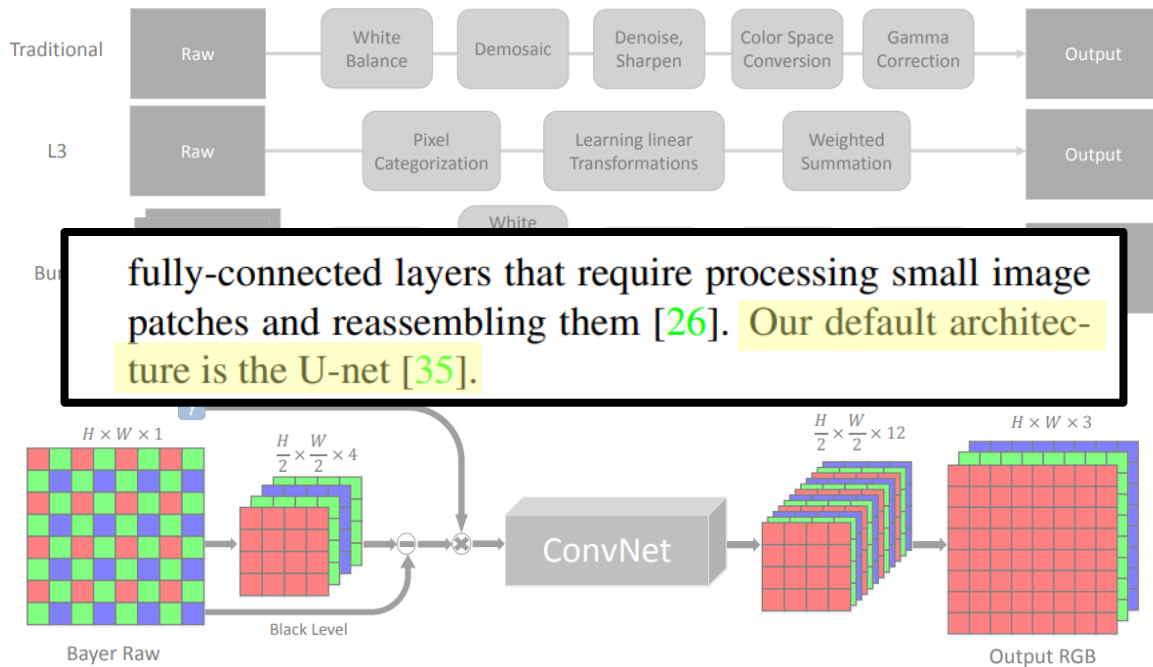 Traditional
Raw
White
Balance
Demosaic
Denoise,
Sharpen
Color Space
Conversion
Gamma
Correction
Output
L3
Raw
Pixel
Categorization
Learning linear
Transformations
Weighted
Summation
Output
White
Bu
fully-connected layers that require processing small image
patches and reassembling them [26]. Our default architec-
ture is the U-net [35].
H × W × 1
H/2 × W/2 × 4
H/2 × W/2 × 12
H × W × 3
ConvNet
Black Level
Bayer Raw
Output RGB